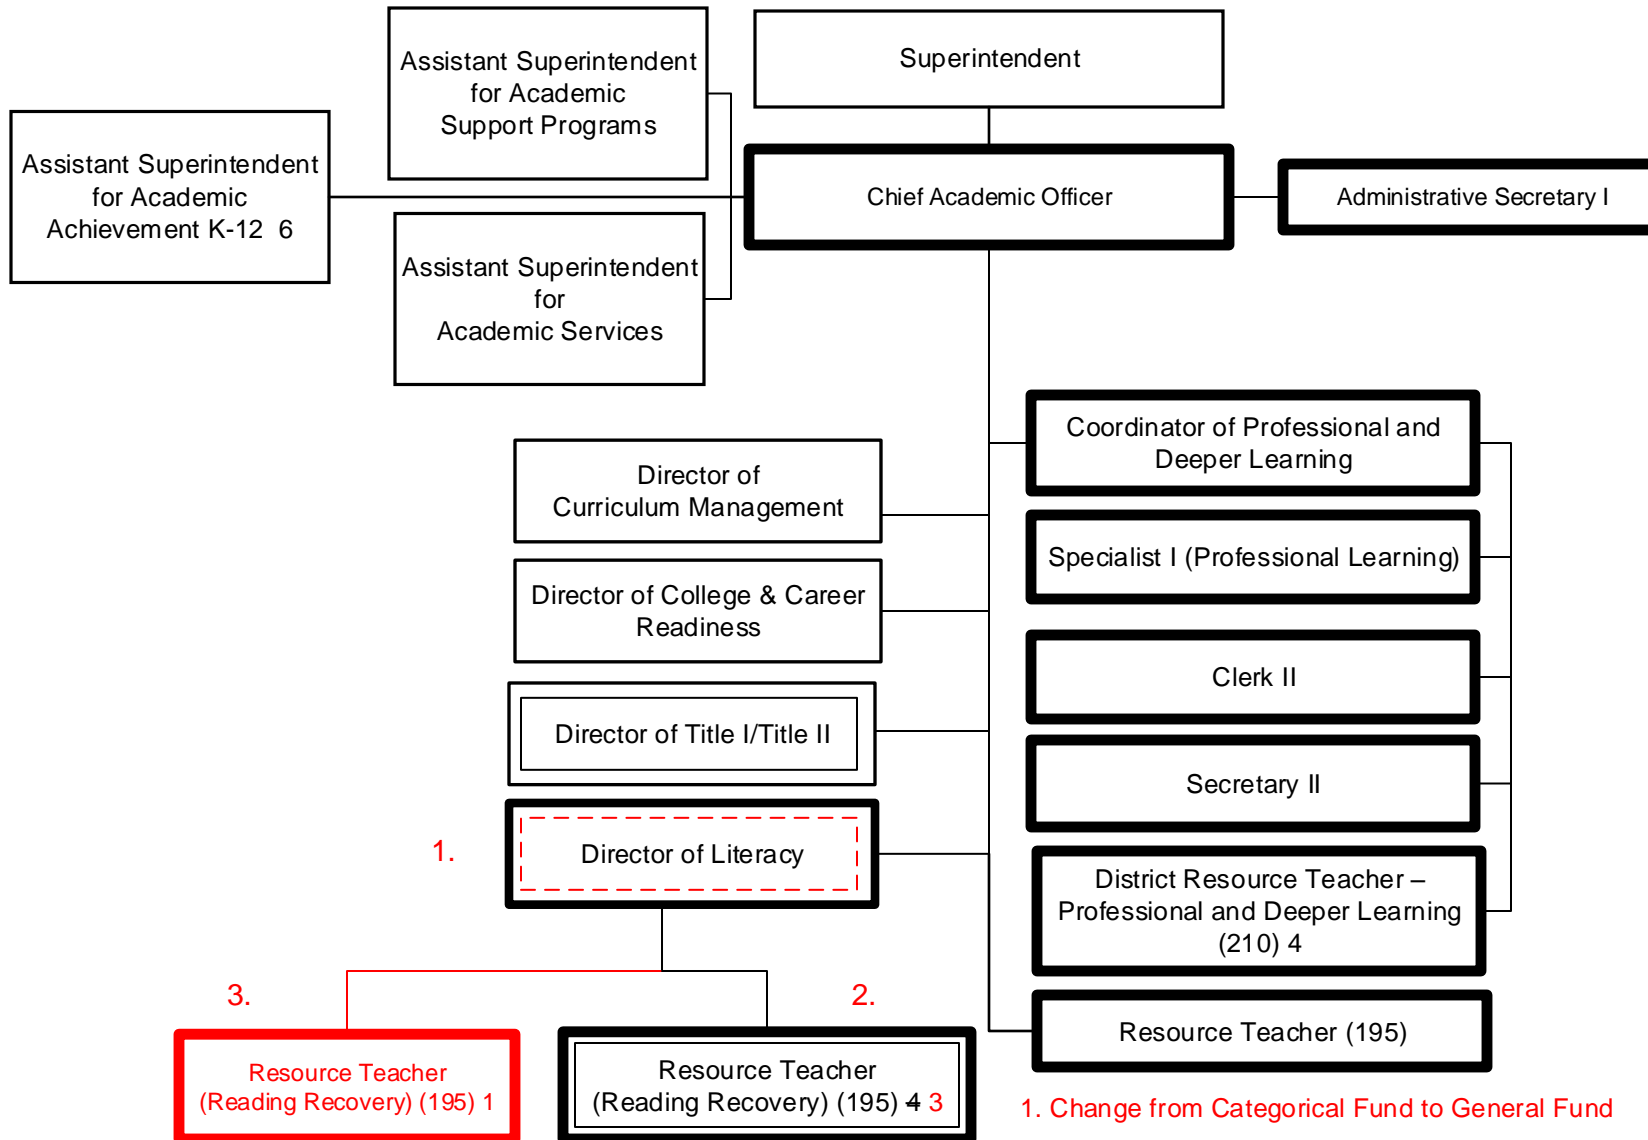 Superintendent
Assistant Superintendent
for Academic
Support Programs
Assistant Superintendent
for Academic
Achievement K-12 6
Chief Academic Officer
Administrative Secretary I
Assistant Superintendent
for
Academic Services
Coordinator of Professional and
Deeper Learning
Director of
Curriculum Management
Specialist I (Professional Learning)
Director of College & Career
Readiness
Clerk II
Director of Title I/Title II
Secretary II
1.
Director of Literacy
District Resource Teacher –
Professional and Deeper Learning
(210) 4
3.
2.
Resource Teacher (195)
Resource Teacher
(Reading Recovery) (195) 1
Resource Teacher
(Reading Recovery) (195) 4 3
1. Change from Categorical Fund to General Fund